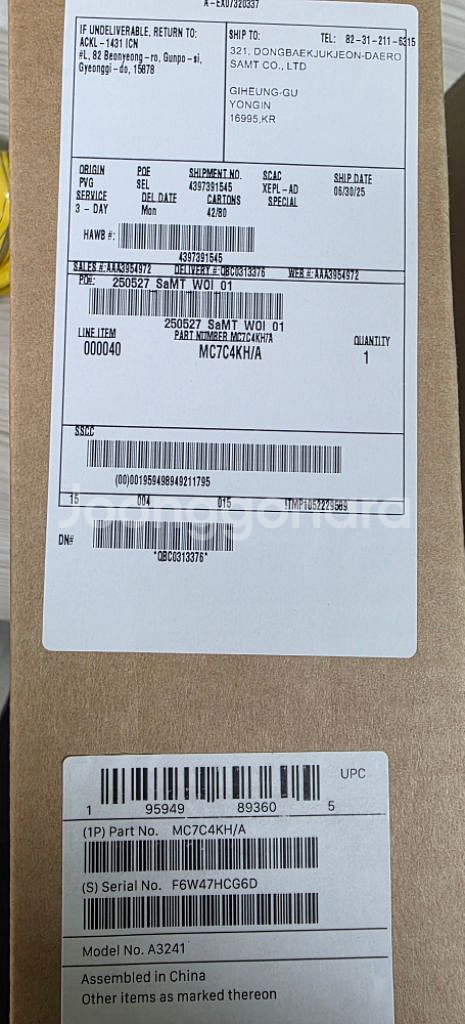 A-EX07320337
IF UNDELIVERABLE, RETURN TO:
ACKL-1431 ICN
#L, 82 Beonyeong-ro, Gunpo-si,
Gyeonggi-do, 15878
SHIP TO: TEL: 82-31-211-6315
321. DONGBAEKJUKJEON-DAERO
SAMT CO., LTD
GIHEUNG-GU
YONGIN
16995,KR
ORIGIN POE SHIPMENT NO. SCAC SHIP DATE
PVG SEL 4397391545 XEPL-AD 06/30/25
SERVICE DEL DATE CARTONS SPECIAL
3-DAY Mon 42/80
HAWB #:
4397391545
SALES #:AAA3954972 DELIVERY #:QBC0313376 WEB #:AAA3954972
PO#: 250527 SaMT WOI 01
250527 SaMT WOI 01
LINE ITEM PART NUMBER MC7C4KH/A QUANTITY
000040 MC7C4KH/A 1
SSCC
(00)001959498949211795
15 004 015 !TMP1052229589
Joonggonara
DN#
*QBC0313376*
UPC
1 95949 89360 5
(1P) Part No. MC7C4KH/A
(S) Serial No. F6W47HCG6D
Model No. A3241
Assembled in China
Other items as marked thereon